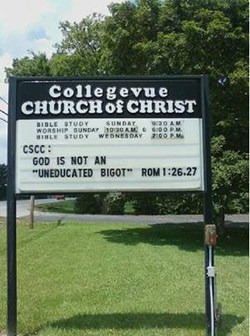 Collegevue
CHURCH of CHRIST
BIBLE STUDY SUNDAY 9:30 A.M.
WORSHIP SUNDAY 10:30 A.M. & 6:00 P.M.
BIBLE STUDY WEDNESDAY 7:00 P.M.
CSCC:
GOD IS NOT AN
"UNEDUCATED BIGOT" ROM 1:26,27